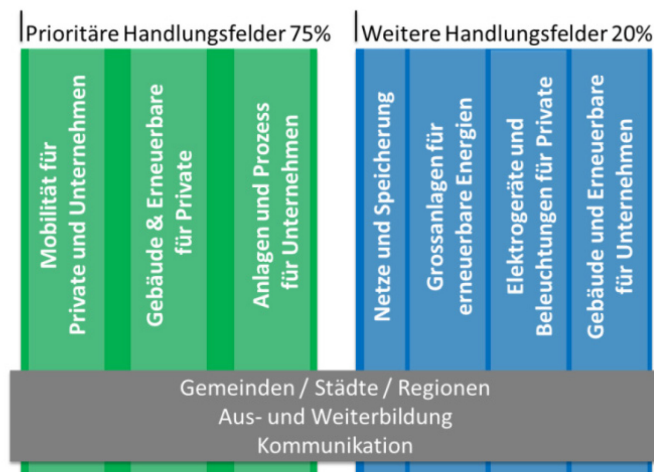 Prioritäre Handlungsfelder 75%
Weitere Handlungsfelder 20%
Mobilität für
Private und Unternehmen
Gebäude & Erneuerbare
für Private
Anlagen und Prozess
für Unternehmen
Netze und Speicherung
Grossanlagen für
erneuerbare Energien
Elektrogeräte und
Beleuchtungen für Private
Gebäude und Erneuerbare
für Unternehmen
Gemeinden / Städte / Regionen
Aus- und Weiterbildung
Kommunikation